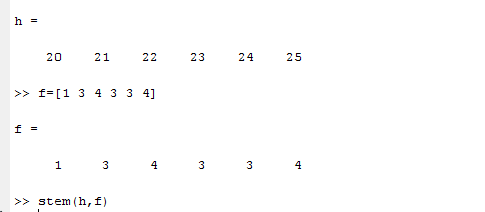 h =
20 21 22 23 24 25
>> f=[1 3 4 3 3 4]
f =
1 3 4 3 3 4
>> stem(h,f)